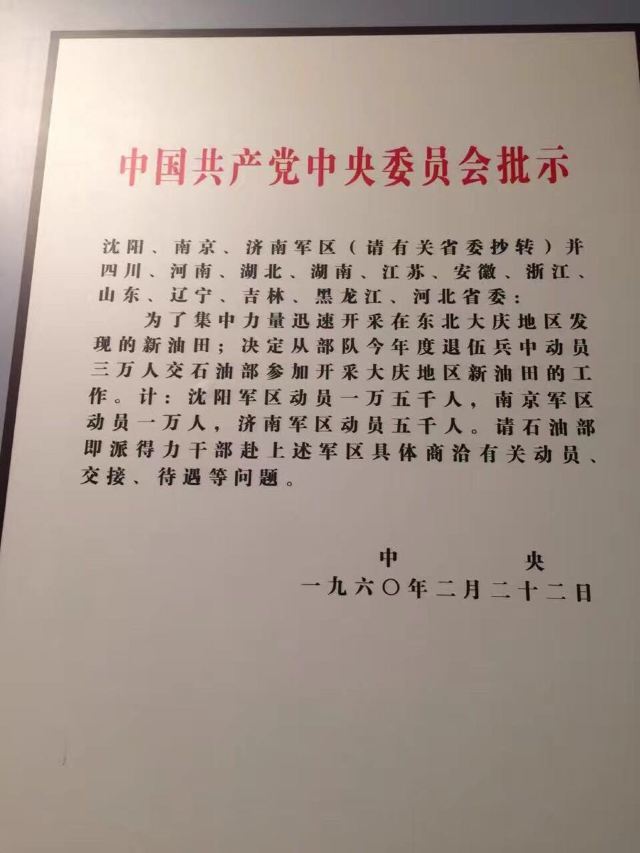 中国共产党中央委员会批示
沈阳、南京、济南军区（请有关省委抄转）并
四川、河南、湖北、湖南、江苏、安徽、浙江、
山东、辽宁、吉林、黑龙江、河北省委：
为了集中力量迅速开采在东北大庆地区发
现的新油田；决定从部队今年度退伍兵中动员
三万人交石油部参加开采大庆地区新油田的工
作。计：沈阳军区动员一万五千人，南京军区
动员一万人，济南军区动员五千人。请石油部
即派得力干部赴上述军区具体商洽有关动员、
交接、待遇等问题。
中 央
一九六〇年二月二十二日